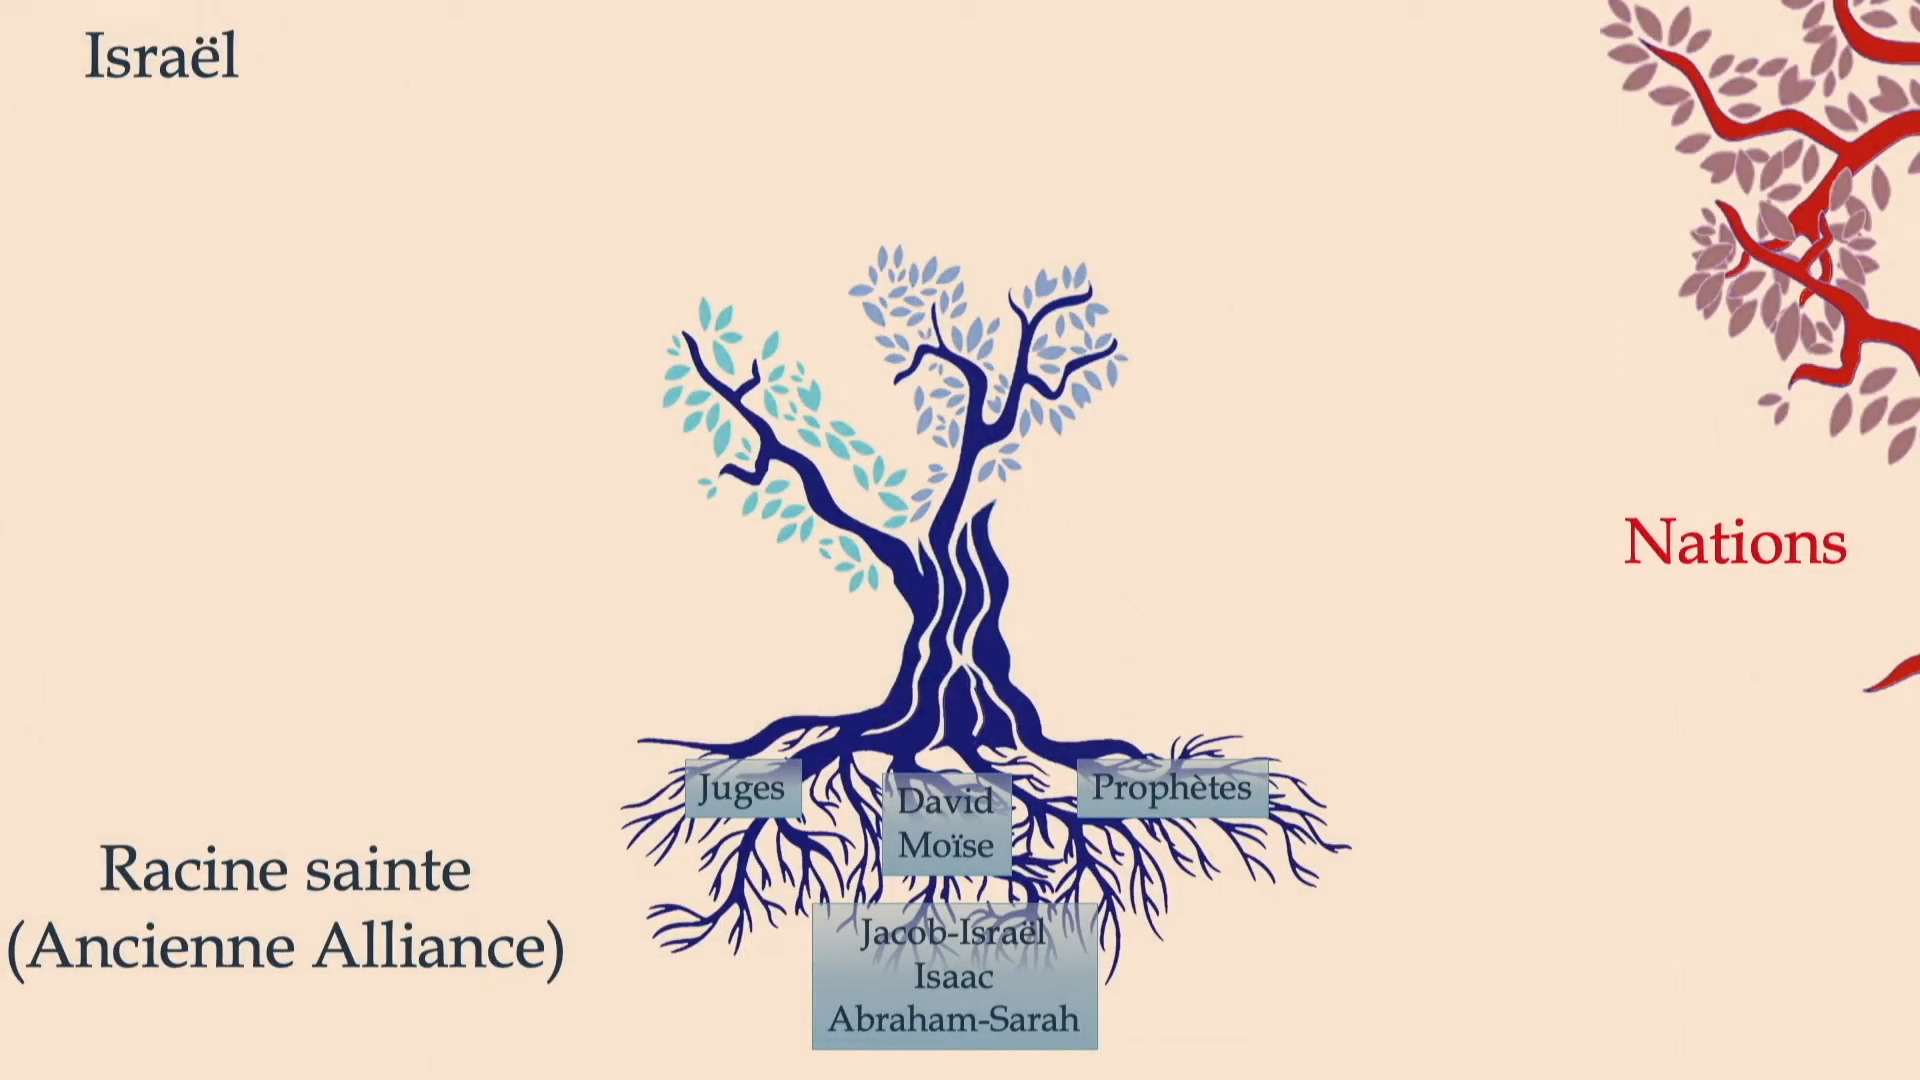 Israël
Nations
Juges
David
Moïse
Prophètes
Racine sainte
(Ancienne Alliance)
Jacob-Israël
Isaac
Abraham-Sarah